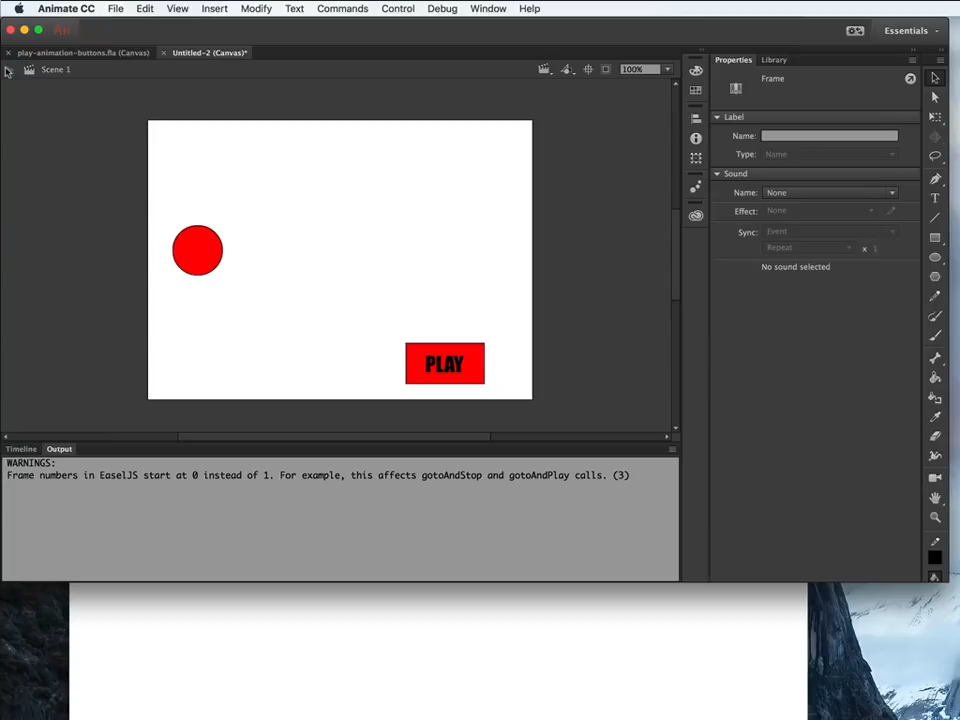 Animate CC File Edit View Insert Modify Text Commands Control Debug Window Help
An
Essentials
play-animation-buttons.fla (Canvas) Untitled-2 (Canvas)*
Scene 1
100%
PLAY
Properties Library
Frame
Label
Name:
Type: Name
Sound
Name: None
Effect: None
Sync: Event
Repeat x 1
No sound selected
Timeline Output
WARNINGS:
Frame numbers in EaselJS start at 0 instead of 1. For example, this affects gotoAndStop and gotoAndPlay calls. (3)